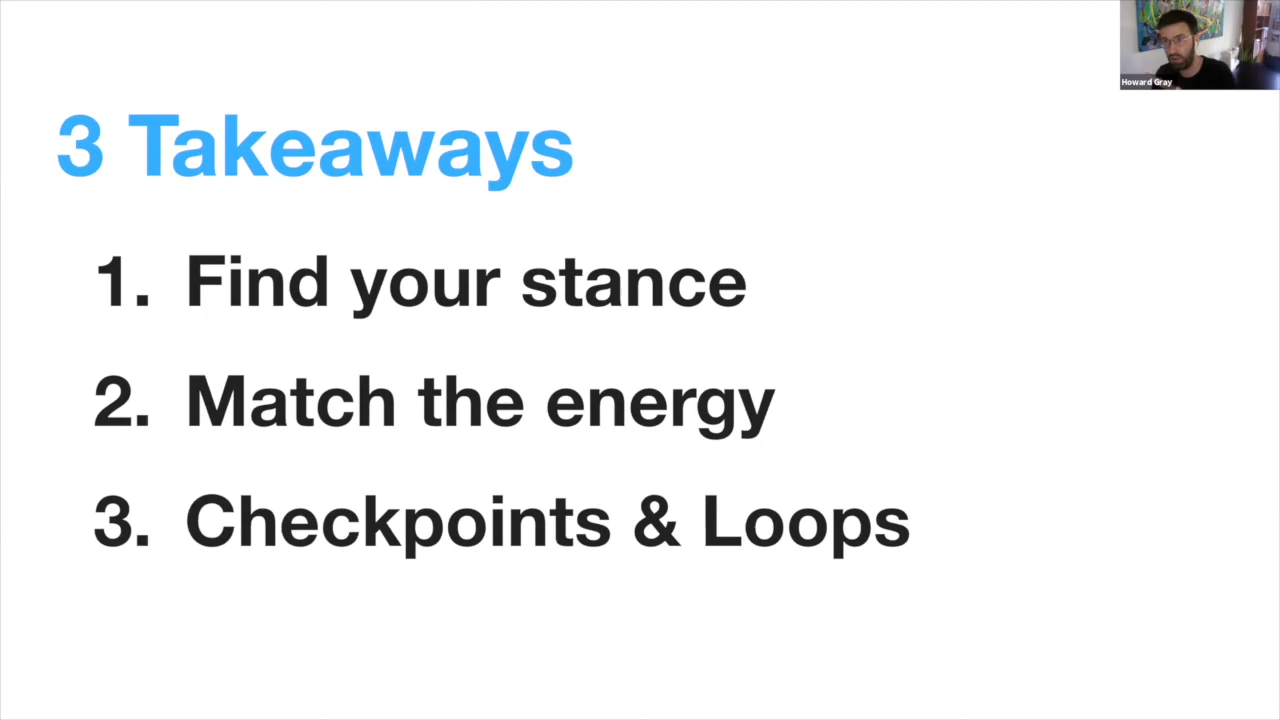 Howard Gray
3 Takeaways
1. Find your stance
2. Match the energy
3. Checkpoints & Loops